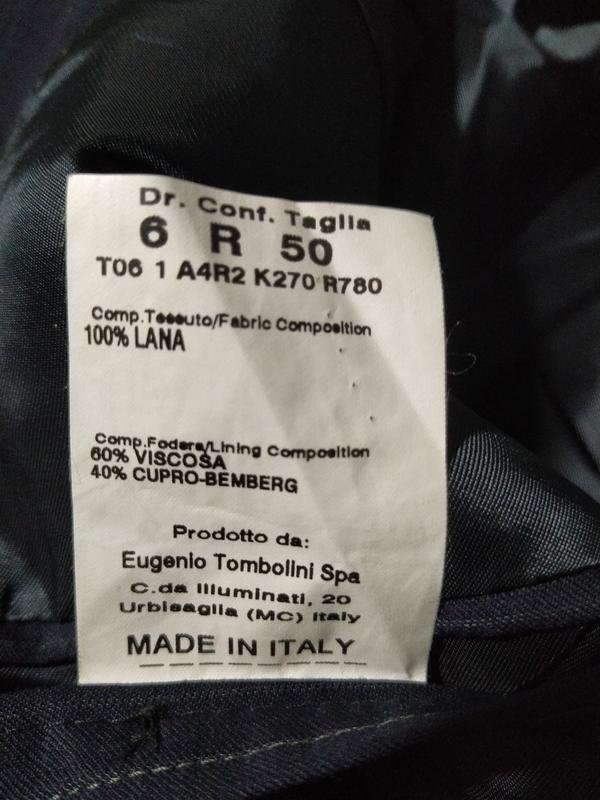 Dr. Conf. Taglia
6 R 50
T06 1 A4R2 K270 R780
Comp.Tessuto/Fabric Composition
100% LANA
Comp.Fodera/Lining Composition
60% VISCOSA
40% CUPRO-BEMBERG
Prodotto da:
Eugenio Tombolini Spa
C.da Illuminati, 20
Urbisaglia (MC) Italy
MADE IN ITALY